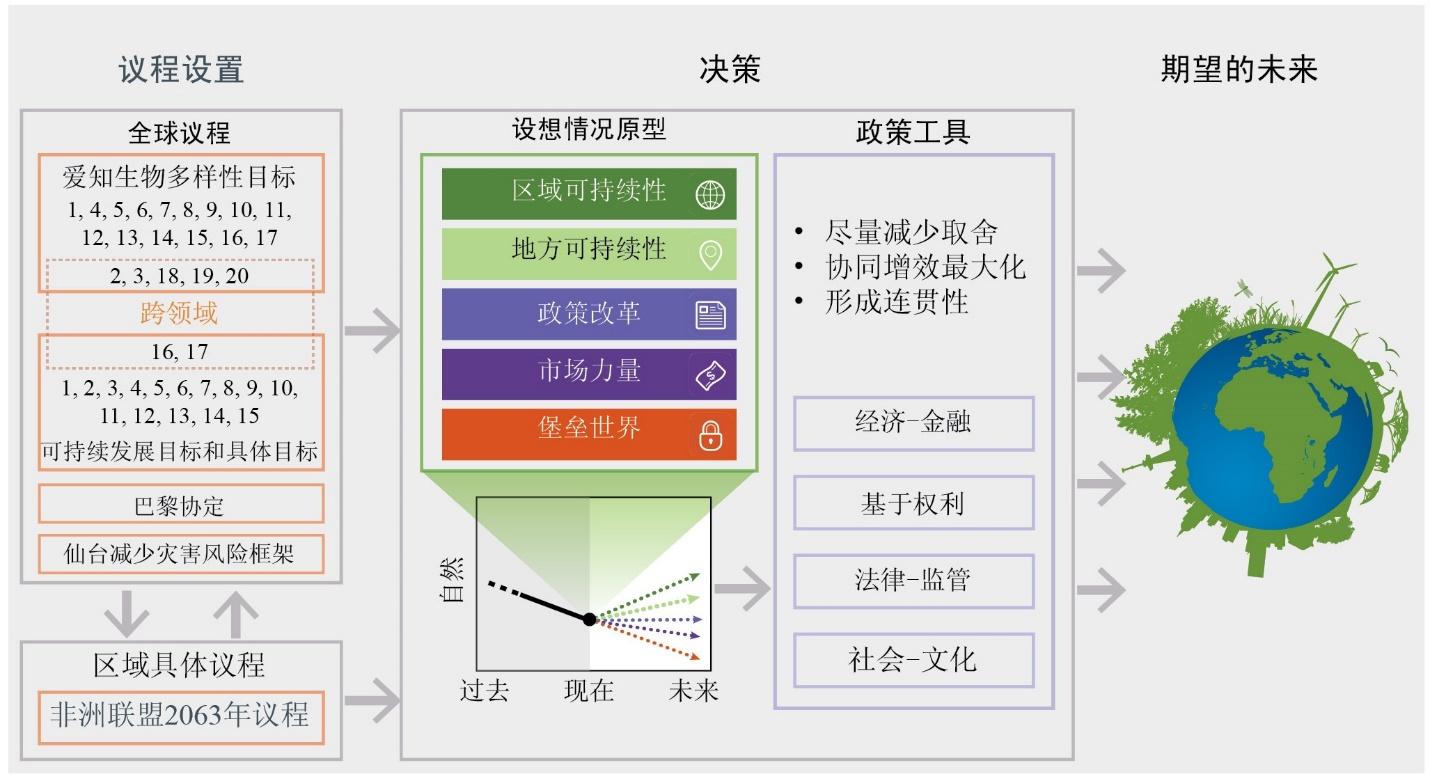 议程设置
决策
期望的未来
全球议程
爱知生物多样性目标
1, 4, 5, 6, 7, 8, 9, 10, 11,
12, 13, 14, 15, 16, 17
2, 3, 18, 19, 20
跨领域
16, 17
1, 2, 3, 4, 5, 6, 7, 8, 9, 10,
11, 12, 13, 14, 15
可持续发展目标和具体目标
巴黎协定
仙台减少灾害风险框架
区域具体议程
非洲联盟2063年议程
设想情况原型
区域可持续性
地方可持续性
政策改革
市场力量
$
堡垒世界
自然
过去
现在
未来
政策工具
• 尽量减少取舍
• 协同增效最大化
• 形成连贯性
经济-金融
基于权利
法律-监管
社会-文化